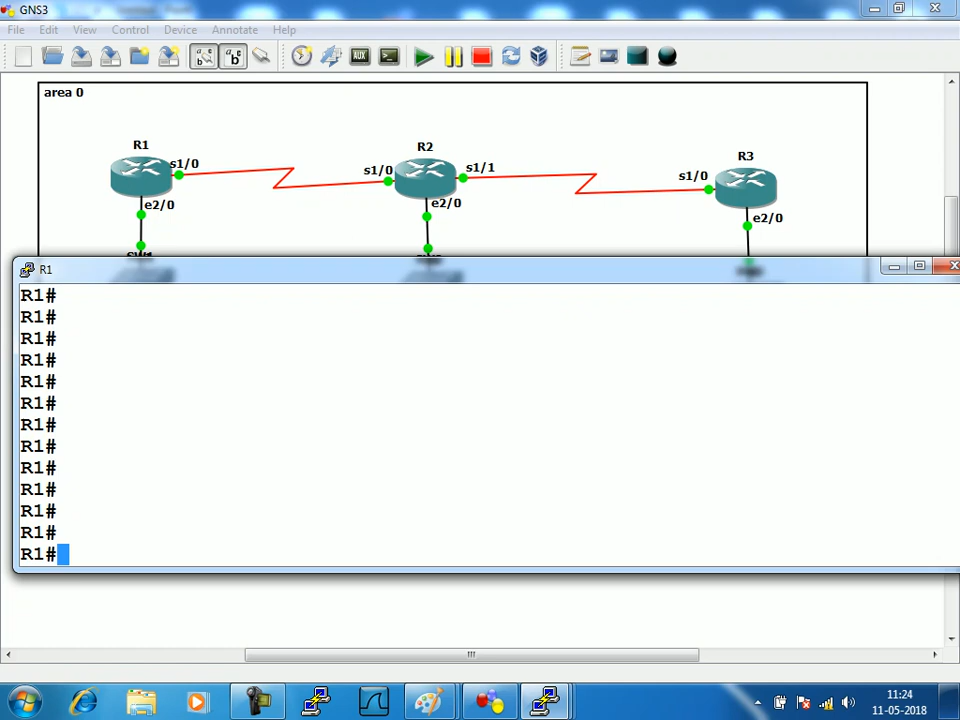 GNS3
File Edit View Control Device Annotate Help
area 0
R1
R2
R3
s1/0
s1/0
s1/1
s1/0
e2/0
e2/0
e2/0
R1
R1#
R1#
R1#
R1#
R1#
R1#
R1#
R1#
R1#
R1#
R1#
R1#
R1#
11:24
11-05-2018